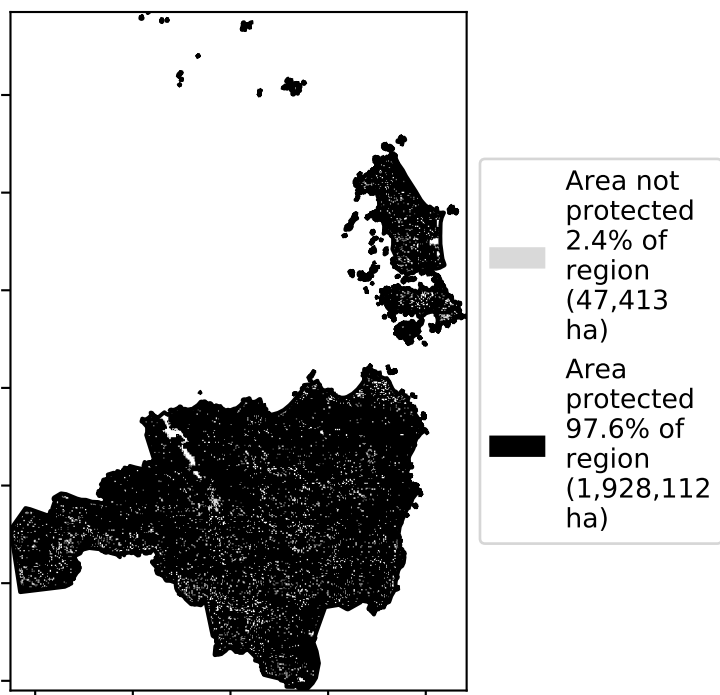 Area not
protected
2.4% of
region
(47,413
ha)
Area
protected
97.6% of
region
(1,928,112
ha)